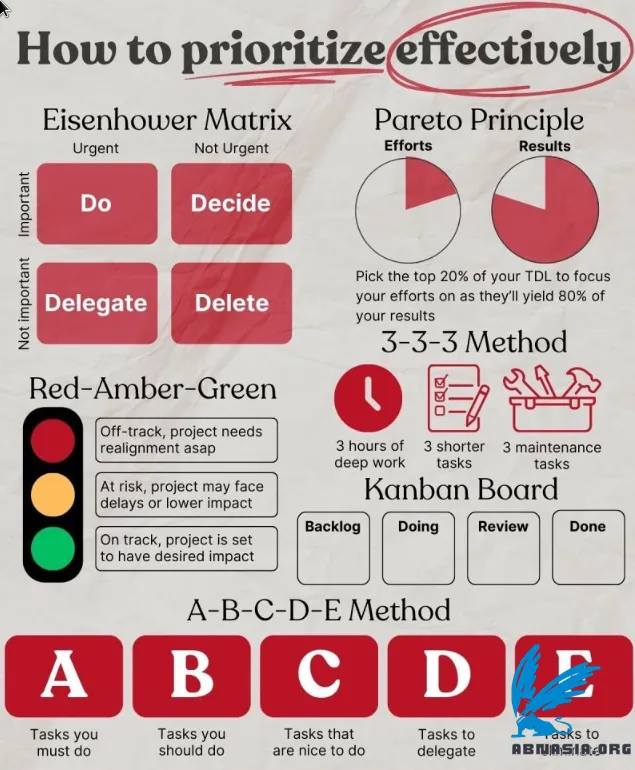 How to prioritize effectively
Eisenhower Matrix
Urgent
Not Urgent
Important
Do
Decide
Not important
Delegate
Delete
Pareto Principle
Efforts
Results
Pick the top 20% of your TDL to focus
your efforts on as they'll yield 80% of
your results
3-3-3 Method
3 hours of
deep work
3 shorter
tasks
3 maintenance
tasks
Red-Amber-Green
Off-track, project needs
realignment asap
At risk, project may face
delays or lower impact
On track, project is set
to have desired impact
Kanban Board
Backlog
Doing
Review
Done
A-B-C-D-E Method
A
B
C
D
E
Tasks you
must do
Tasks you
should do
Tasks that
are nice to do
Tasks to
delegate
Tasks to
ABNASIA.ORG